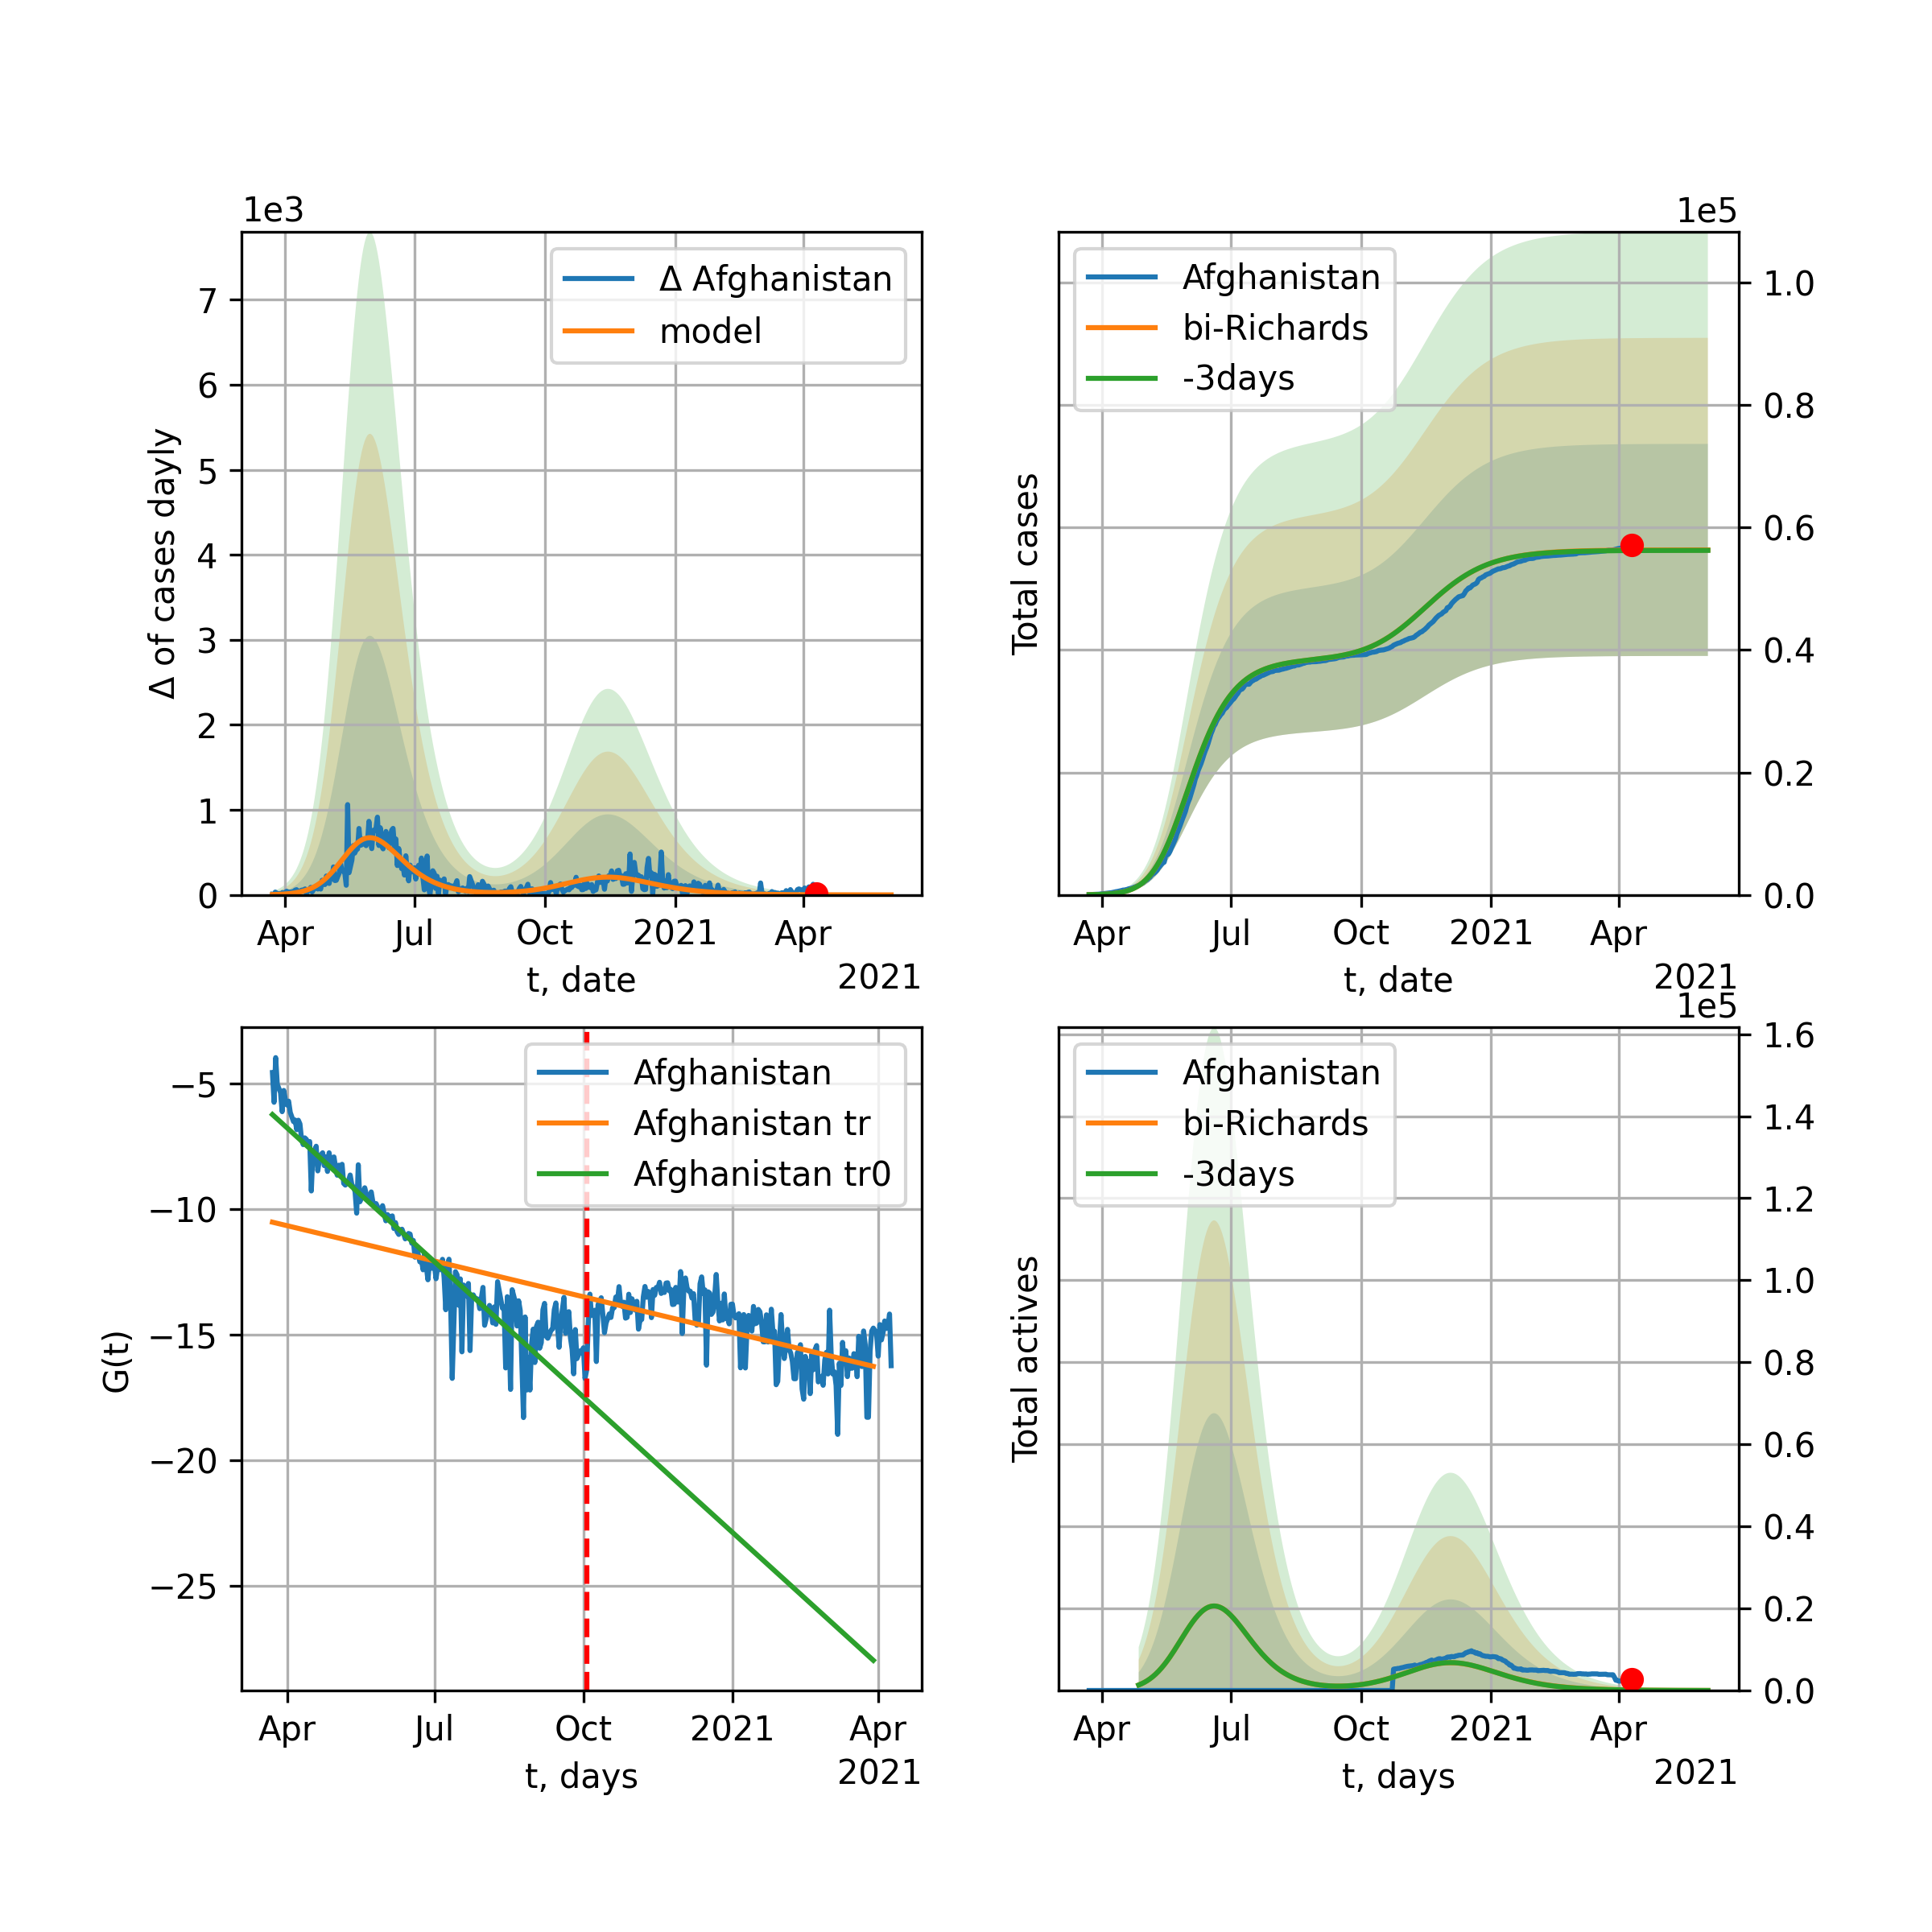 1e3
Δ of cases dayly
7
6
5
4
3
2
1
0
Δ Afghanistan
model
Apr Jul Oct 2021 Apr
t, date
2021
1e5
Total cases
Afghanistan
bi-Richards
-3days
1.0
0.8
0.6
0.4
0.2
0.0
Apr Jul Oct 2021 Apr
t, date
2021
G(t)
−5
−10
−15
−20
−25
Afghanistan
Afghanistan tr
Afghanistan tr0
Apr Jul Oct 2021 Apr
t, days
2021
1e5
Total actives
Afghanistan
bi-Richards
-3days
1.6
1.4
1.2
1.0
0.8
0.6
0.4
0.2
0.0
Apr Jul Oct 2021 Apr
t, days
2021